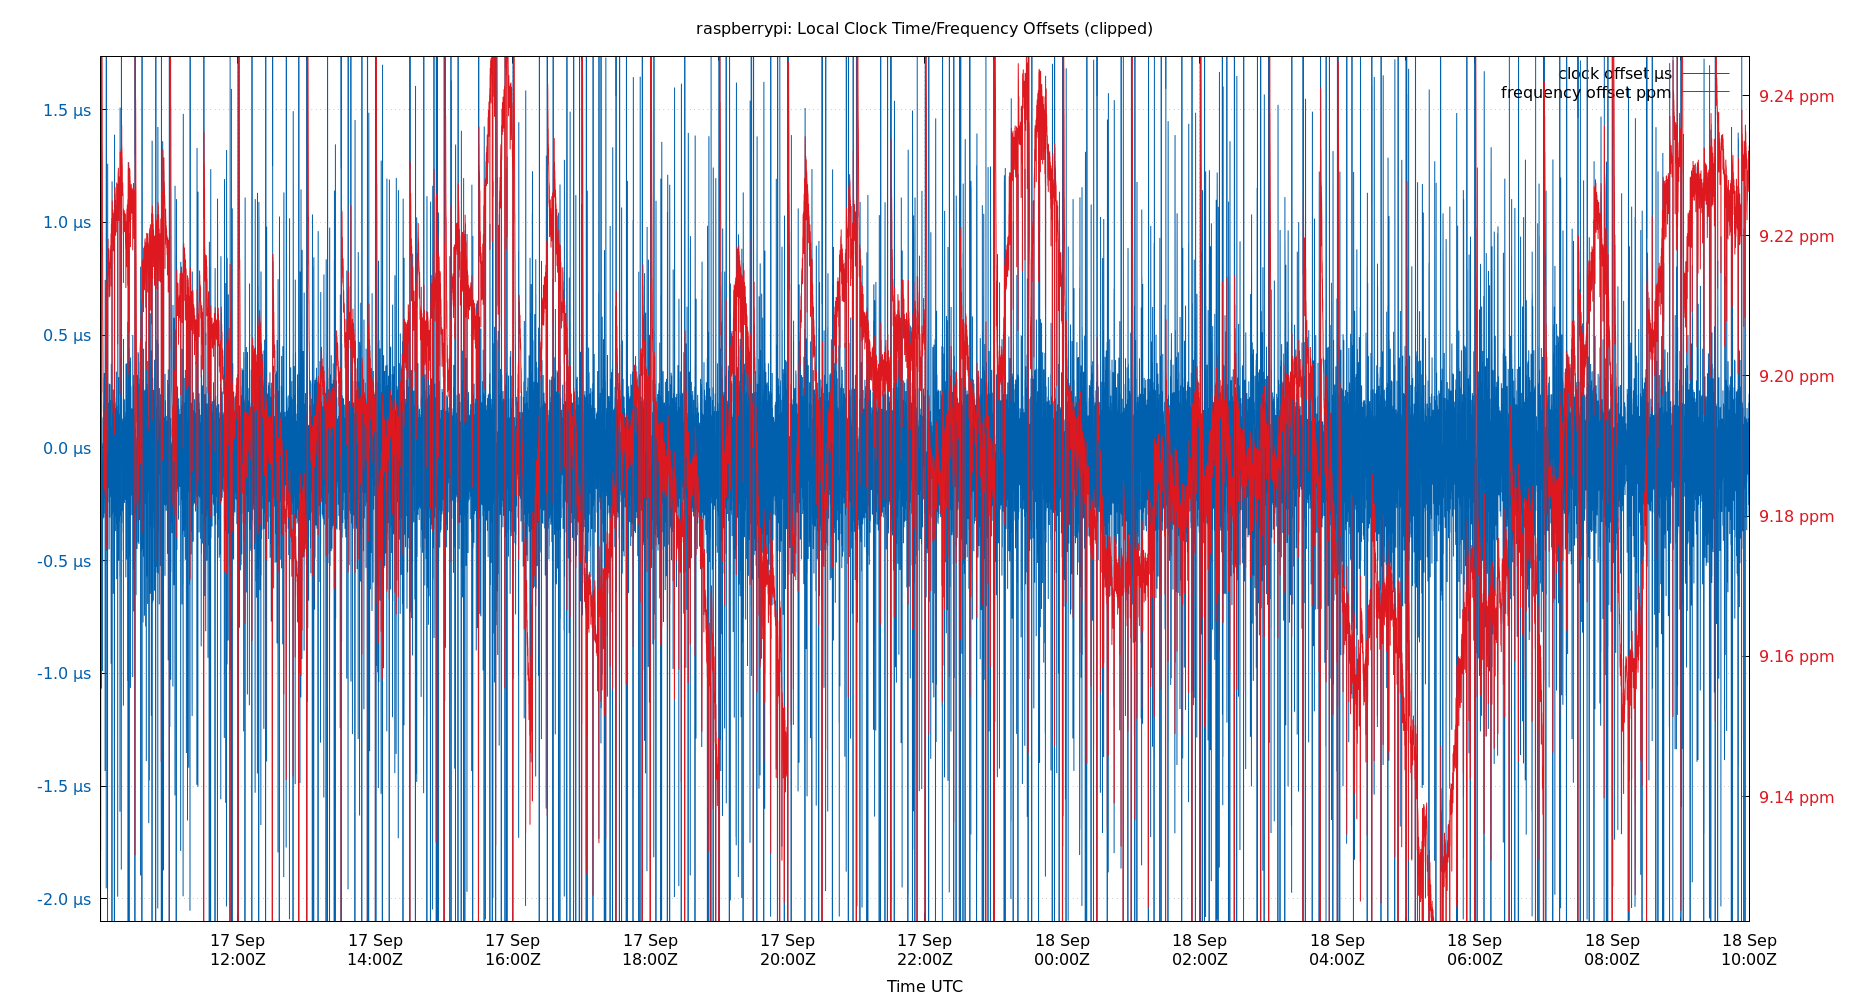 raspberrypi: Local Clock Time/Frequency Offsets (clipped)
clock offset µs
frequency offset ppm
1.5 µs
1.0 µs
0.5 µs
0.0 µs
-0.5 µs
-1.0 µs
-1.5 µs
-2.0 µs
9.24 ppm
9.22 ppm
9.20 ppm
9.18 ppm
9.16 ppm
9.14 ppm
17 Sep 17 Sep 17 Sep 17 Sep 17 Sep 17 Sep 18 Sep 18 Sep 18 Sep 18 Sep 18 Sep 18 Sep
12:00Z 14:00Z 16:00Z 18:00Z 20:00Z 22:00Z 00:00Z 02:00Z 04:00Z 06:00Z 08:00Z 10:00Z
Time UTC